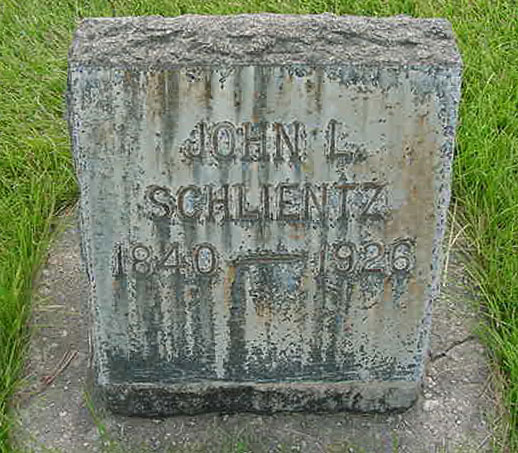 JOHN L.
SCHLIENTZ
1840 — 1926